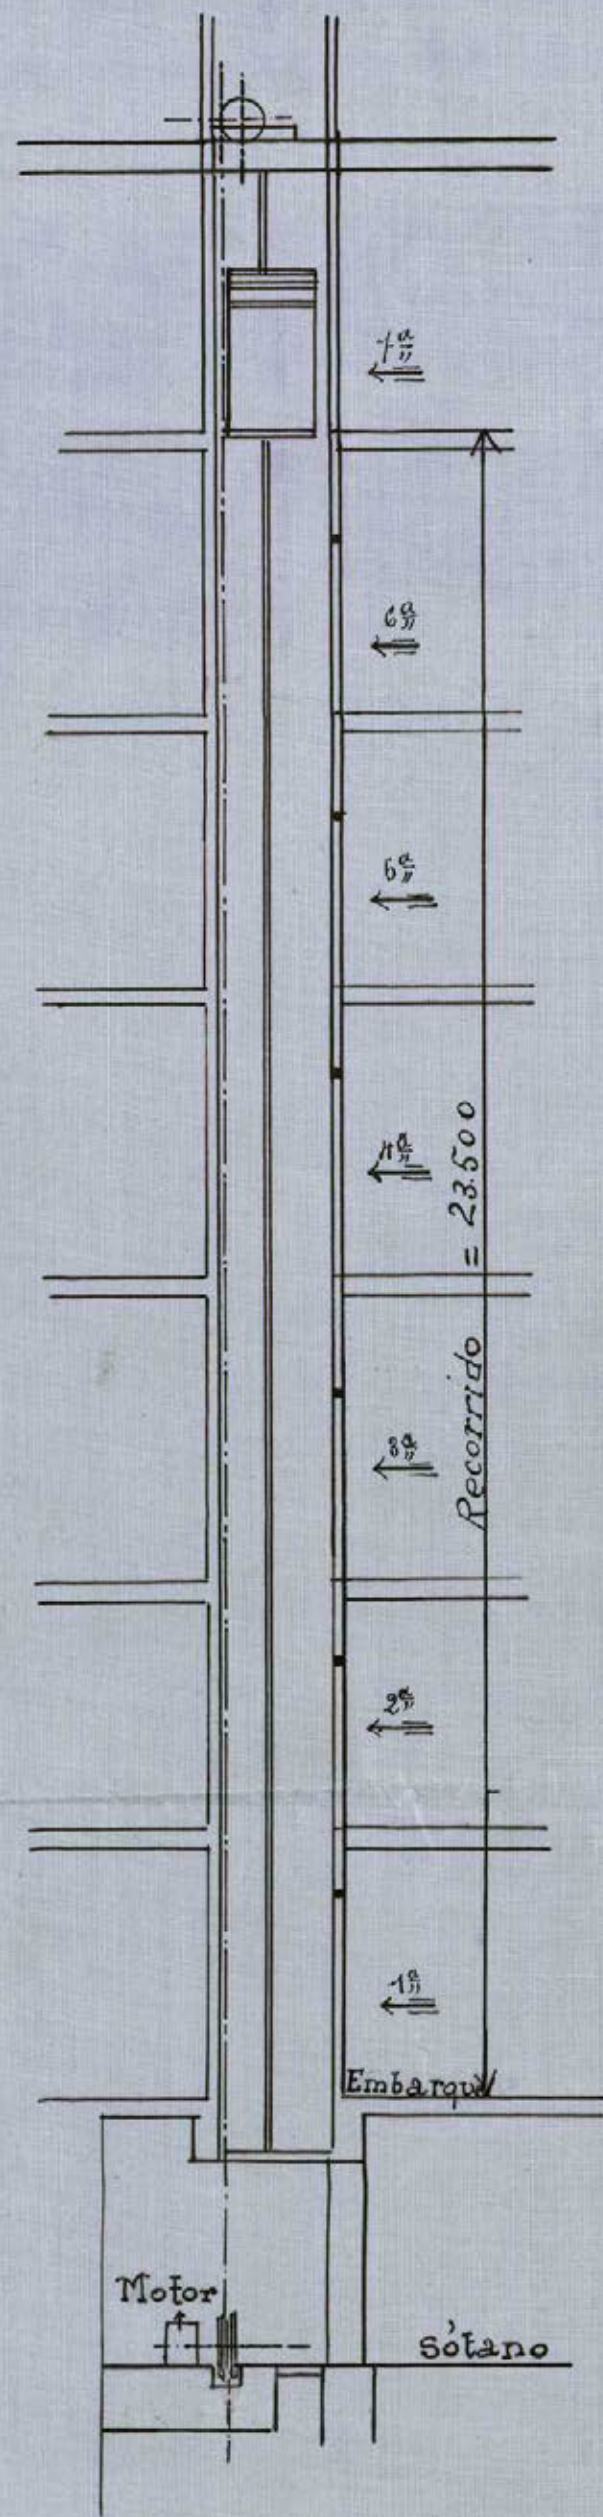 7ª
6ª
5ª
4ª
3ª
2ª
1ª
Recorrido = 23.500
Embarque
Motor
sótano